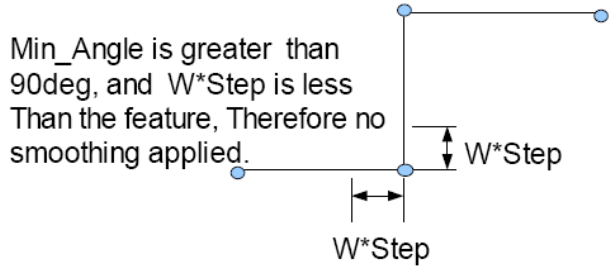 Min_Angle is greater than
90deg, and W*Step is less
Than the feature, Therefore no
smoothing applied.
W*Step
W*Step